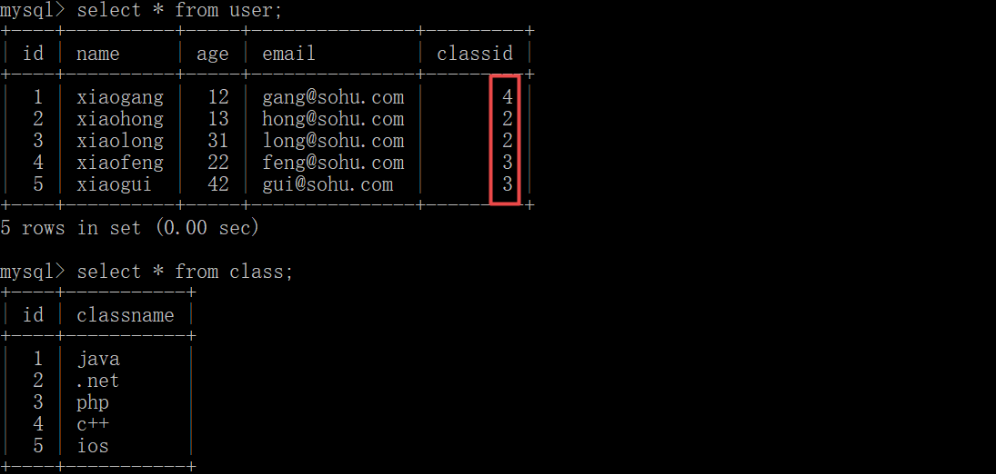 mysql> select * from user;
+----+----------+-----+---------------+---------+
| id | name     | age | email         | classid |
+----+----------+-----+---------------+---------+
| 1 | xiaogang | 12 | gang@sohu.com | 4 |
| 2 | xiaohong | 13 | hong@sohu.com | 2 |
| 3 | xiaolong | 31 | long@sohu.com | 2 |
| 4 | xiaofeng | 22 | feng@sohu.com | 3 |
| 5 | xiaogui | 42 | gui@sohu.com | 3 |
+----+----------+-----+---------------+---------+
5 rows in set (0.00 sec)
mysql> select * from class;
+----+-----------+
| id | classname |
+----+-----------+
| 1 | java |
| 2 | .net |
| 3 | php |
| 4 | c++ |
| 5 | ios |
+----+-----------+